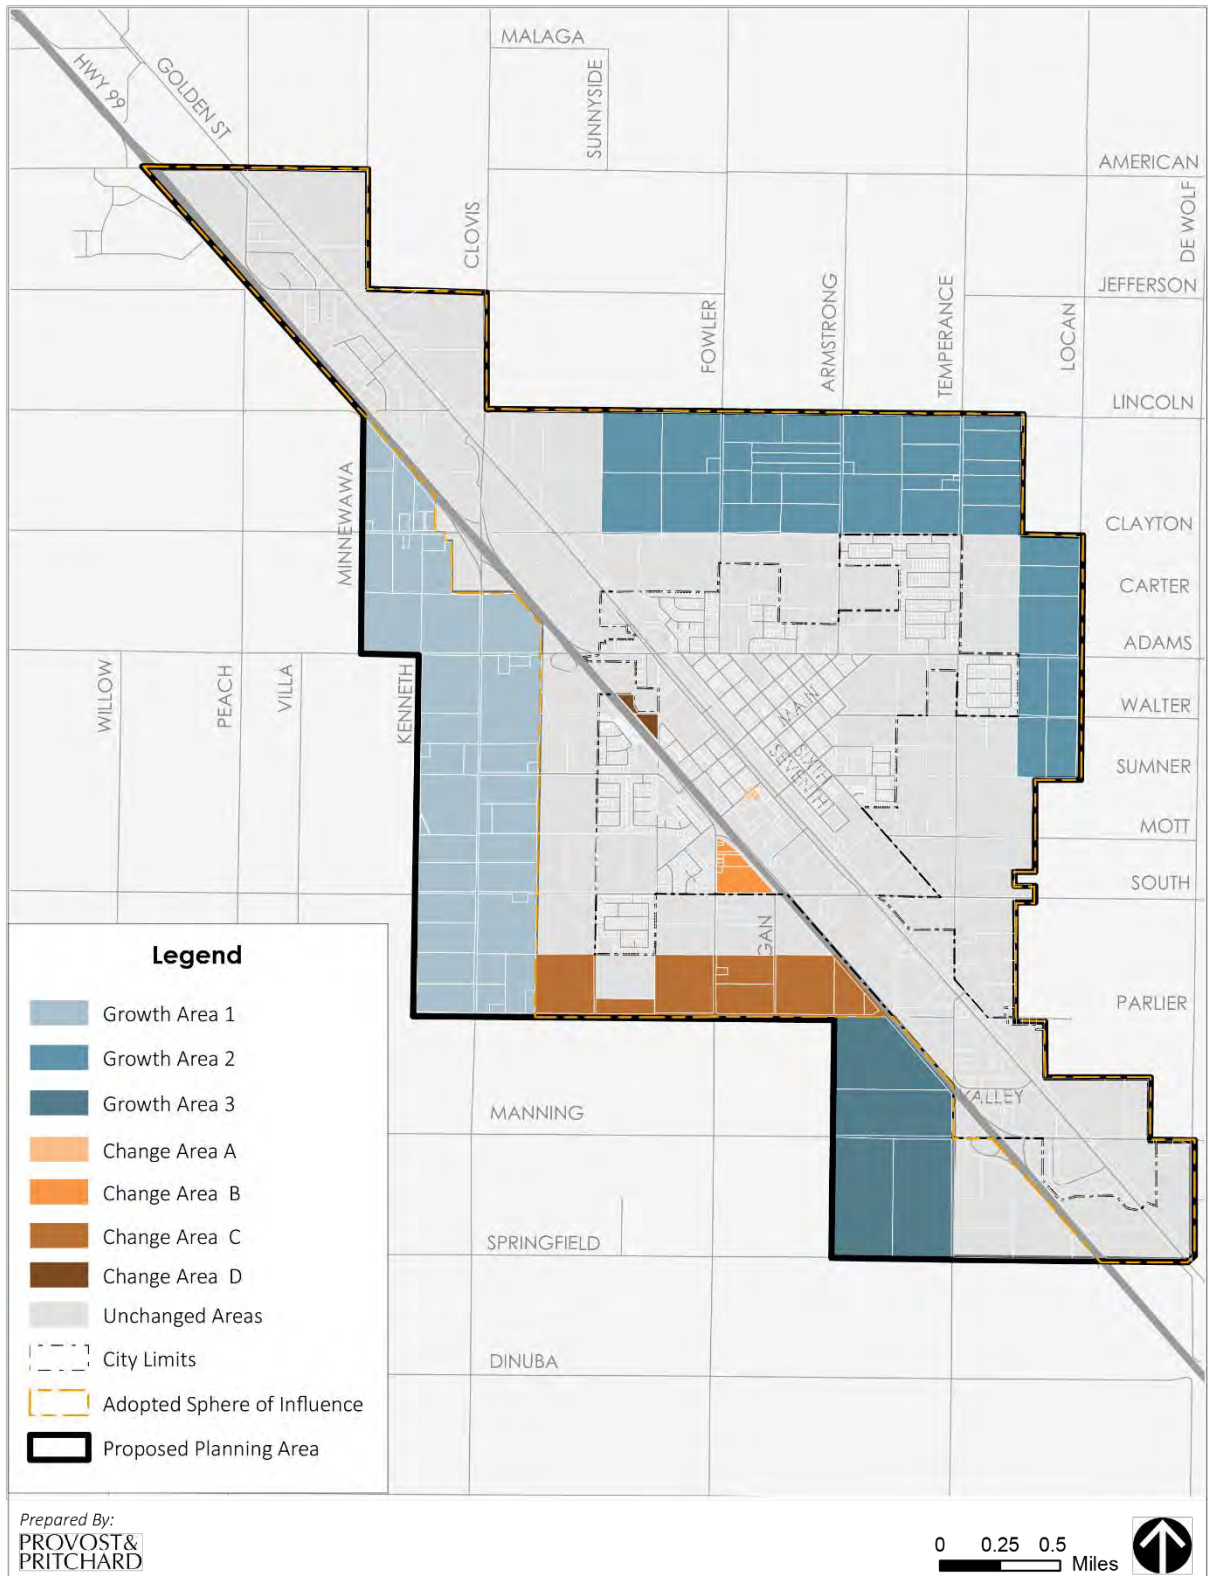 MALAGA
SUNNYSIDE
HWY 99
GOLDEN ST
AMERICAN
DE WOLF
CLOVIS
JEFFERSON
FOWLER
ARMSTRONG
TEMPERANCE
LOCAN
LINCOLN
MINNEWAWA
CLAYTON
CARTER
ADAMS
WILLOW
PEACH
VILLA
KENNETH
MAIN
WALTER
SIXTH
SEVENTH
SUMNER
MOTT
SOUTH
GAN
PARLIER
MANNING
VALLEY
SPRINGFIELD
DINUBA
Legend
Growth Area 1
Growth Area 2
Growth Area 3
Change Area A
Change Area B
Change Area C
Change Area D
Unchanged Areas
City Limits
Adopted Sphere of Influence
Proposed Planning Area
Prepared By:
PROVOST&
PRITCHARD
0 0.25 0.5
Miles